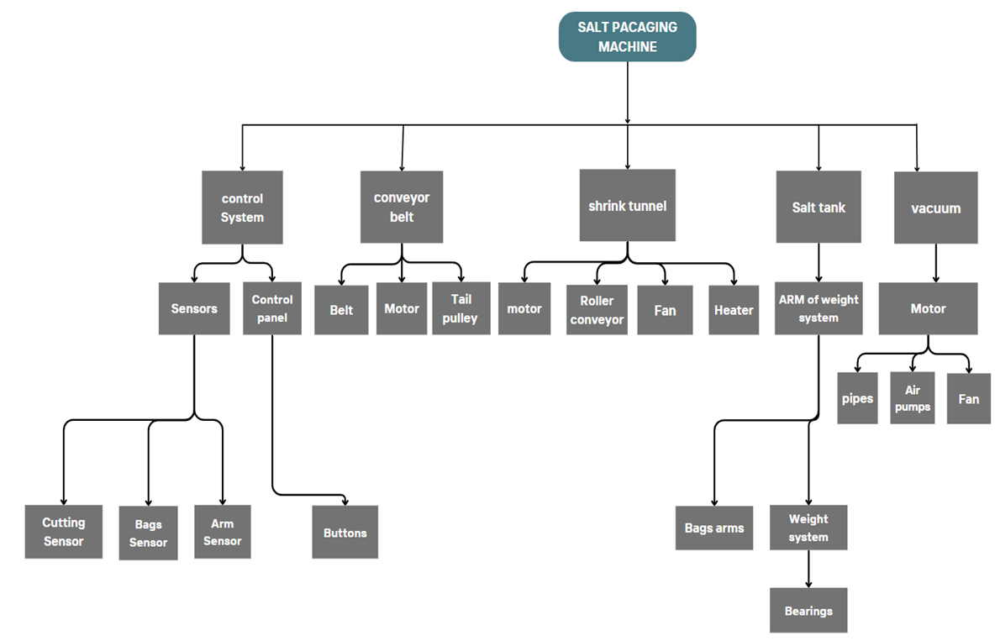 SALT PACAGING
MACHINE
control
System
conveyor
belt
shrink tunnel
Salt tank
vacuum
Sensors
Control
panel
Belt
Motor
Tail
pulley
motor
Roller
conveyor
Fan
Heater
ARM of weight
system
Motor
pipes
Air
pumps
Fan
Cutting
Sensor
Bags
Sensor
Arm
Sensor
Buttons
Bags arms
Weight
system
Bearings